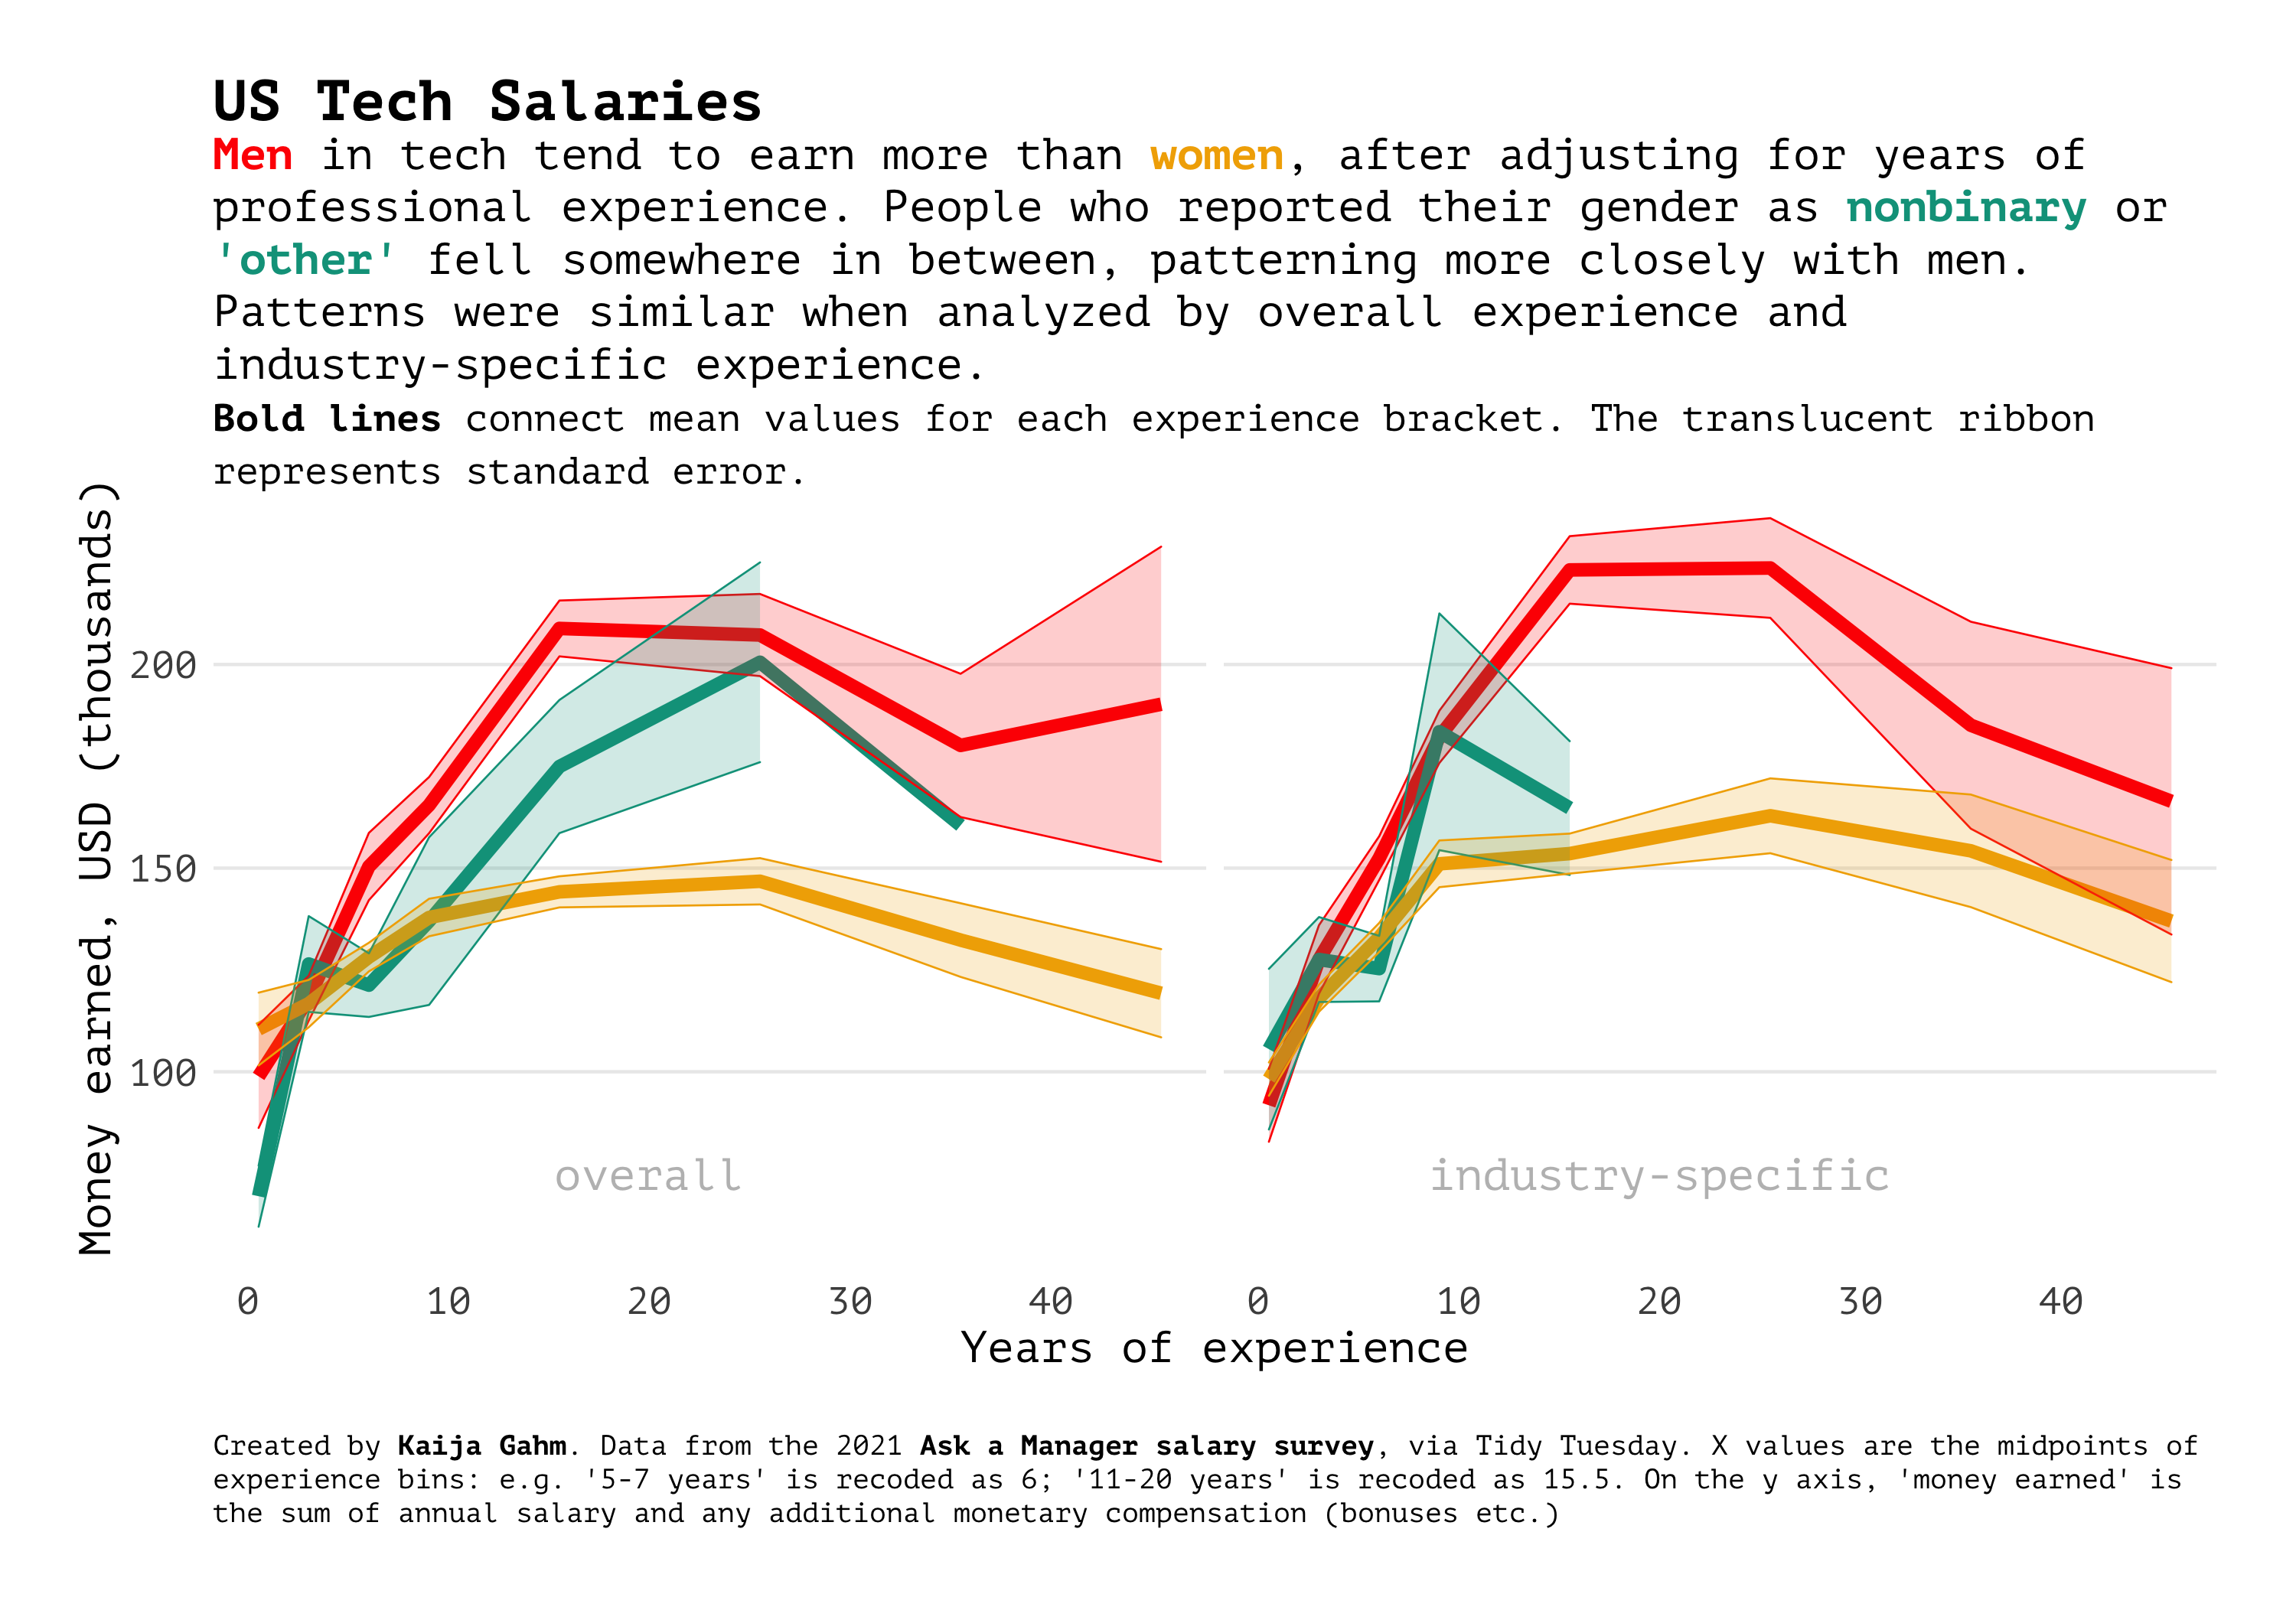 US Tech Salaries
Men in tech tend to earn more than women, after adjusting for years of
professional experience. People who reported their gender as nonbinary or
'other' fell somewhere in between, patterning more closely with men.
Patterns were similar when analyzed by overall experience and
industry-specific experience.
Bold lines connect mean values for each experience bracket. The translucent ribbon
represents standard error.
Money earned, USD (thousands)
200
150
100
overall
industry-specific
0 10 20 30 40 0 10 20 30 40
Years of experience
Created by Kaija Gahm. Data from the 2021 Ask a Manager salary survey, via Tidy Tuesday. X values are the midpoints of
experience bins: e.g. '5-7 years' is recoded as 6; '11-20 years' is recoded as 15.5. On the y axis, 'money earned' is
the sum of annual salary and any additional monetary compensation (bonuses etc.)